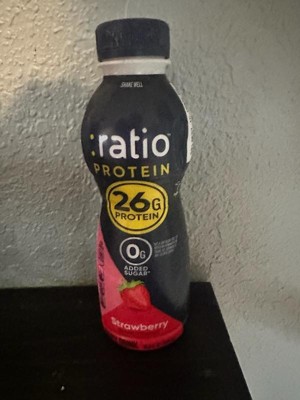 SHAKE WELL
:ratio
PROTEIN
26G
PROTEIN
0G
ADDED
SUGAR*
Strawberry